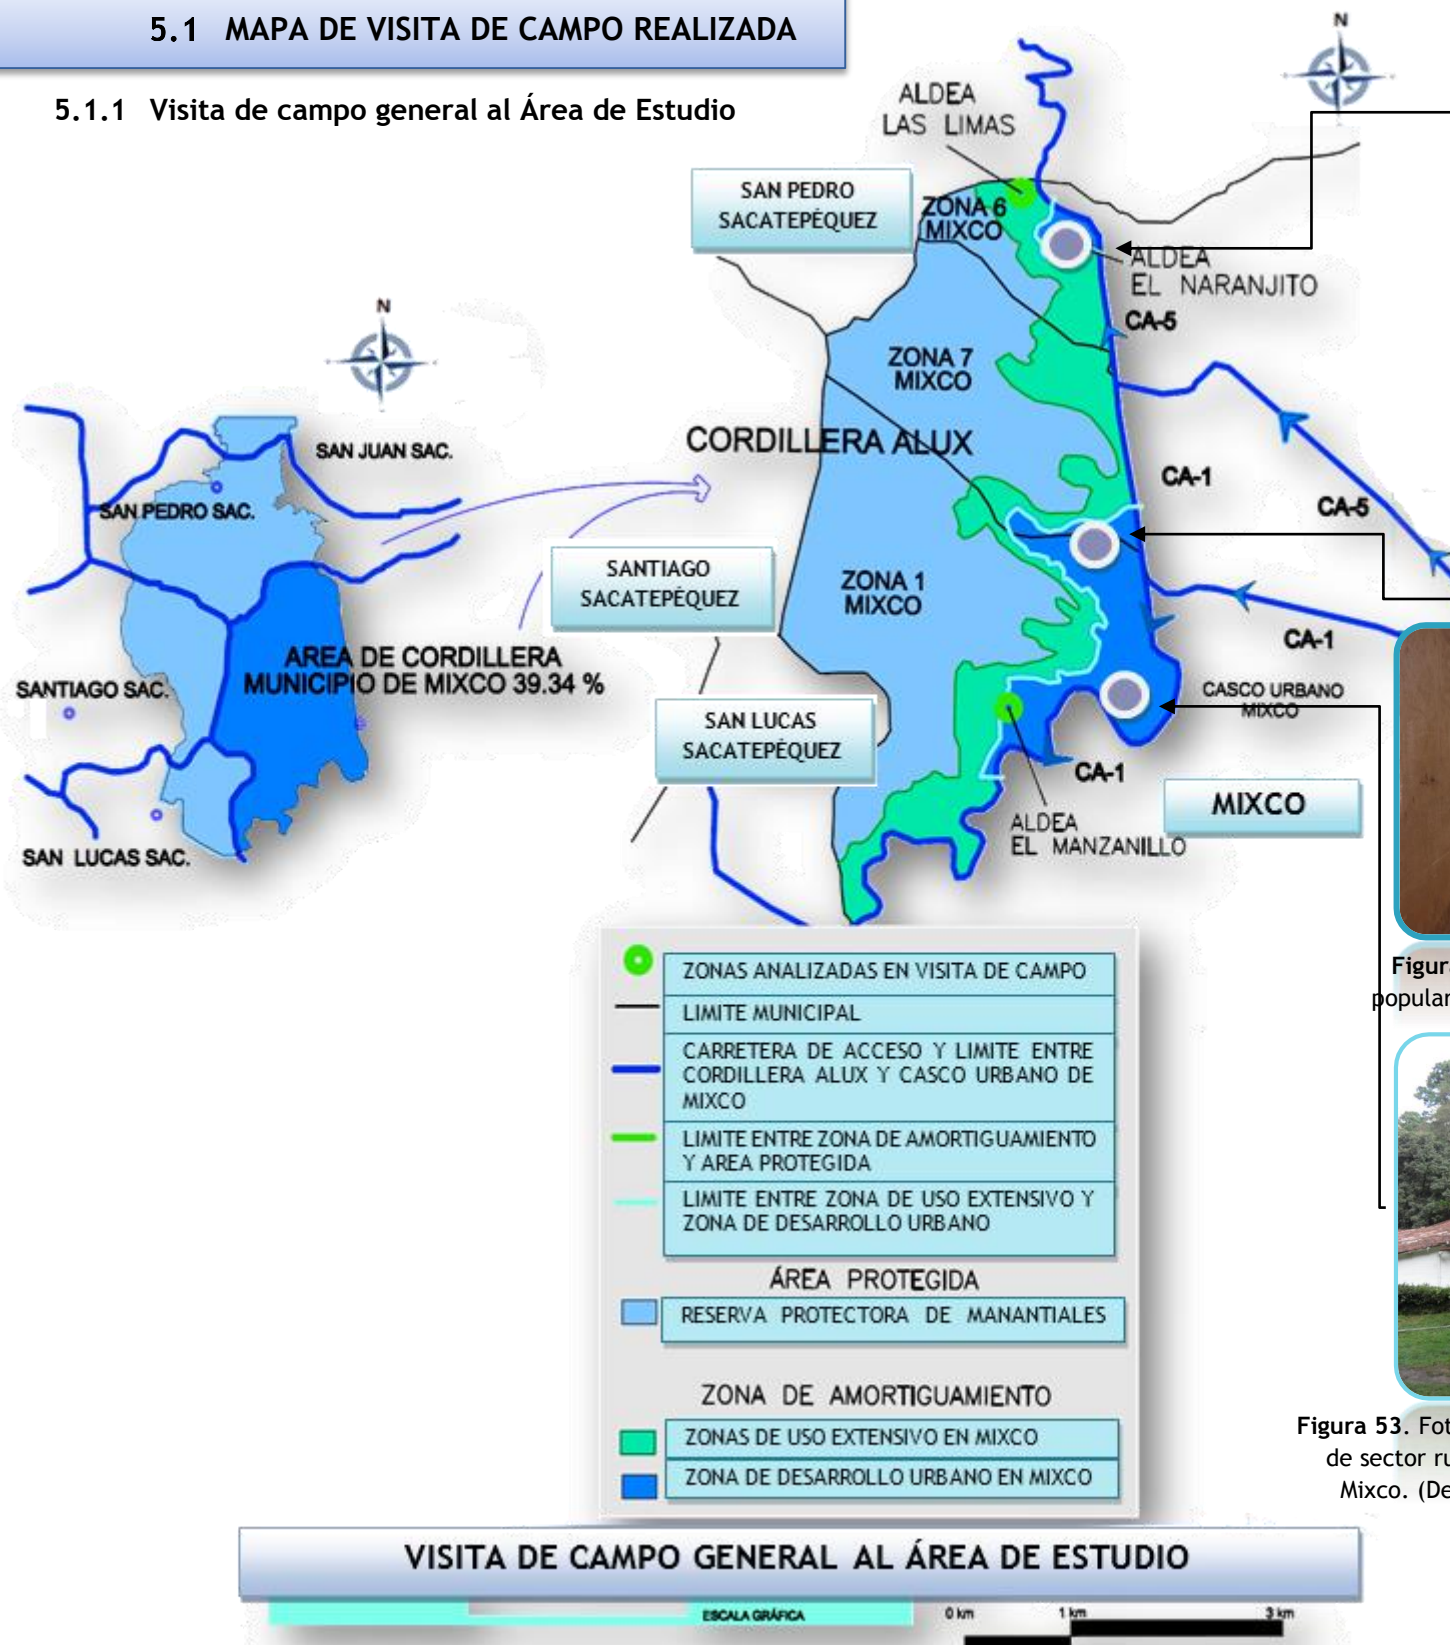 5.1 MAPA DE VISITA DE CAMPO REALIZADA
5.1.1 Visita de campo general al Área de Estudio
N
ALDEA
LAS LIMAS
SAN PEDRO
SACATEPÉQUEZ
ZONA 6
MIXCO
ALDEA
EL NARANJITO
CA-5
ZONA 7
MIXCO
CORDILLERA ALUX
CA-1
CA-5
SANTIAGO
SACATEPÉQUEZ
ZONA 1
MIXCO
CA-1
SAN LUCAS
SACATEPÉQUEZ
CASCO URBANO
MIXCO
CA-1
MIXCO
ALDEA
EL MANZANILLO
N
SAN JUAN SAC.
SAN PEDRO SAC.
AREA DE CORDILLERA
MUNICIPIO DE MIXCO 39.34 %
SANTIAGO SAC.
SAN LUCAS SAC.
ZONAS ANALIZADAS EN VISITA DE CAMPO
LIMITE MUNICIPAL
CARRETERA DE ACCESO Y LIMITE ENTRE
CORDILLERA ALUX Y CASCO URBANO DE
MIXCO
LIMITE ENTRE ZONA DE AMORTIGUAMIENTO
Y AREA PROTEGIDA
LIMITE ENTRE ZONA DE USO EXTENSIVO Y
ZONA DE DESARROLLO URBANO
ÁREA PROTEGIDA
RESERVA PROTECTORA DE MANANTIALES
ZONA DE AMORTIGUAMIENTO
ZONAS DE USO EXTENSIVO EN MIXCO
ZONA DE DESARROLLO URBANO EN MIXCO
Figura 53. Fot
de sector ru
Mixco. (De
VISITA DE CAMPO GENERAL AL ÁREA DE ESTUDIO
ESCALA GRÁFICA
0 km 1 km 3 km